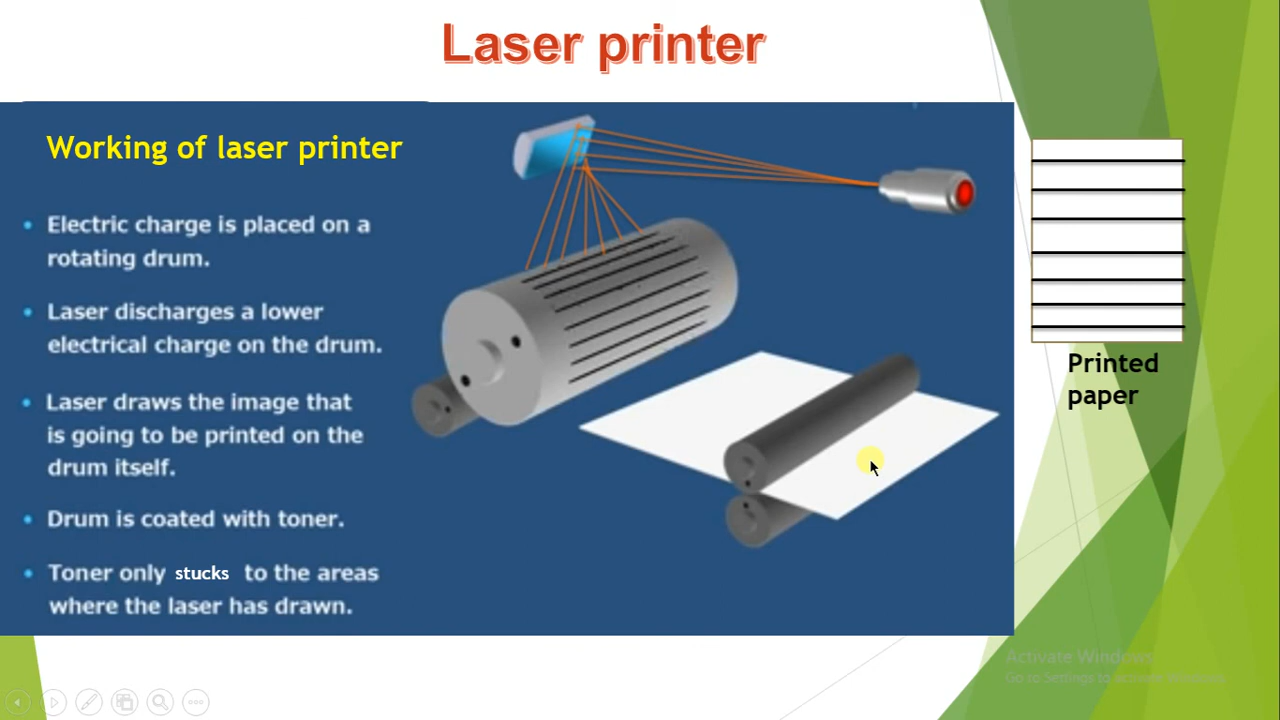 Laser printer
Working of laser printer
• Electric charge is placed on a
rotating drum.
• Laser discharges a lower
electrical charge on the drum.
• Laser draws the image that
is going to be printed on the
drum itself.
• Drum is coated with toner.
• Toner only stucks to the areas
where the laser has drawn.
Printed
paper
Activate Windows
Go to Settings to activate Windows.